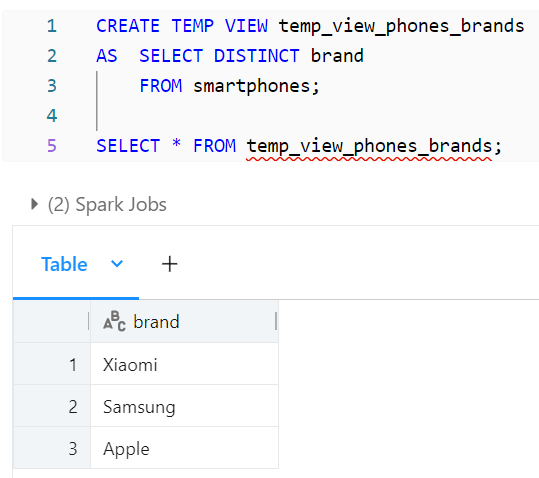 1 CREATE TEMP VIEW temp_view_phones_brands
2 AS  SELECT DISTINCT brand
3     FROM smartphones;
4
5 SELECT * FROM temp_view_phones_brands;
(2) Spark Jobs
Table +
ABC brand
1 Xiaomi
2 Samsung
3 Apple